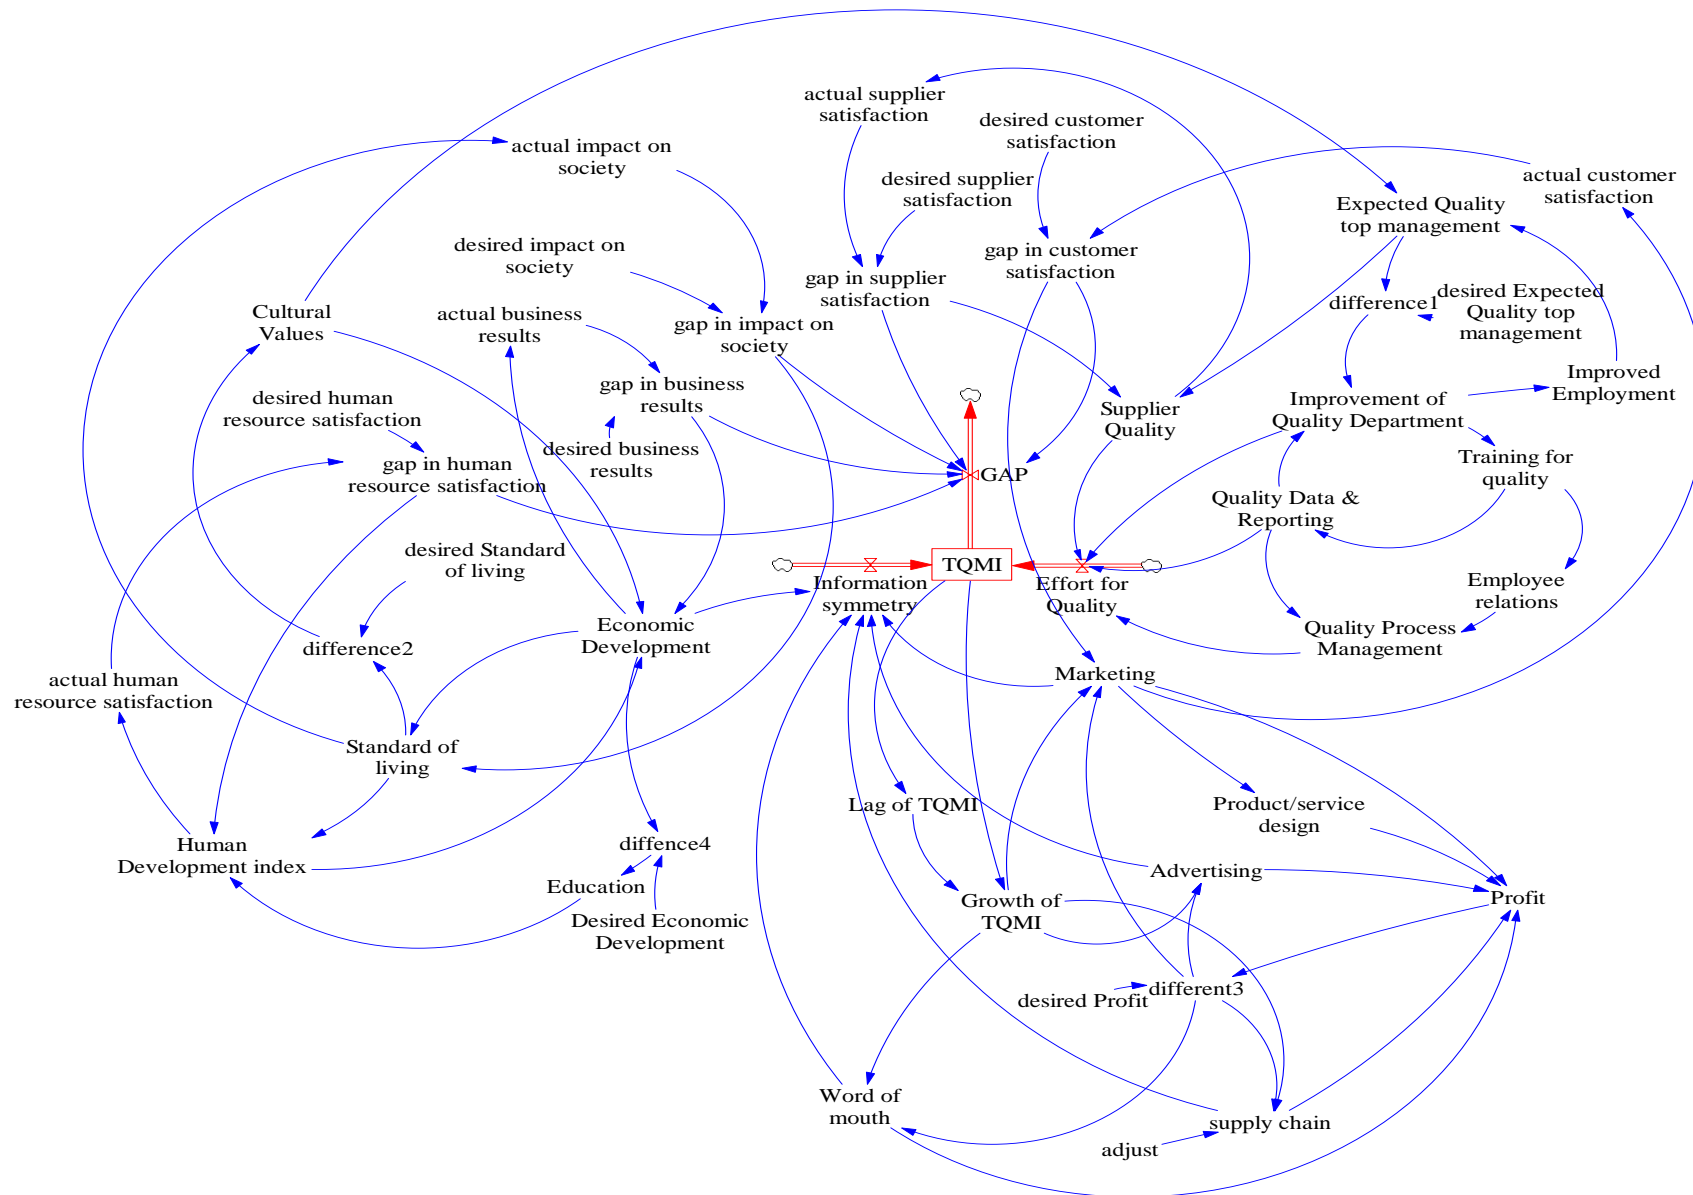 actual supplier
satisfaction
desired customer
satisfaction
actual impact on
society
desired supplier
satisfaction
actual customer
satisfaction
Expected Quality
top management
desired impact on
society
gap in customer
satisfaction
gap in supplier
satisfaction
difference1
desired Expected
Quality top
management
Cultural
Values
actual business
results
gap in impact on
society
gap in business
results
Improved
Employment
desired human
resource satisfaction
Supplier
Quality
Improvement of
Quality Department
desired business
results
gap in human
resource satisfaction
GAP
Training for
quality
Quality Data &
Reporting
desired Standard
of living
TQMI
Information
symmetry
Effort for
Quality
Employee
relations
Economic
Development
Quality Process
Management
difference2
actual human
resource satisfaction
Marketing
Standard of
living
Lag of TQMI
Product/service
design
Human
Development index
diffence4
Education
Advertising
Growth of
TQMI
Profit
Desired Economic
Development
desired Profit
different3
Word of
mouth
supply chain
adjust